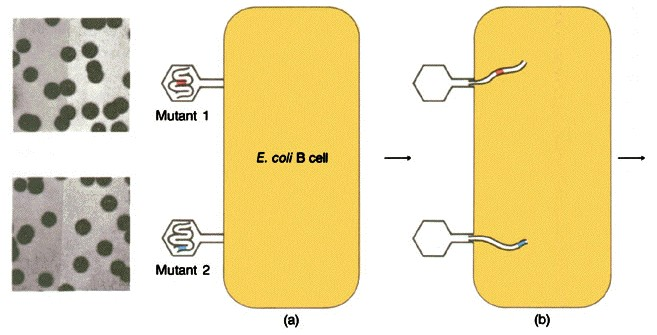 Mutant 1
E. coli B cell
Mutant 2
(a)
(b)